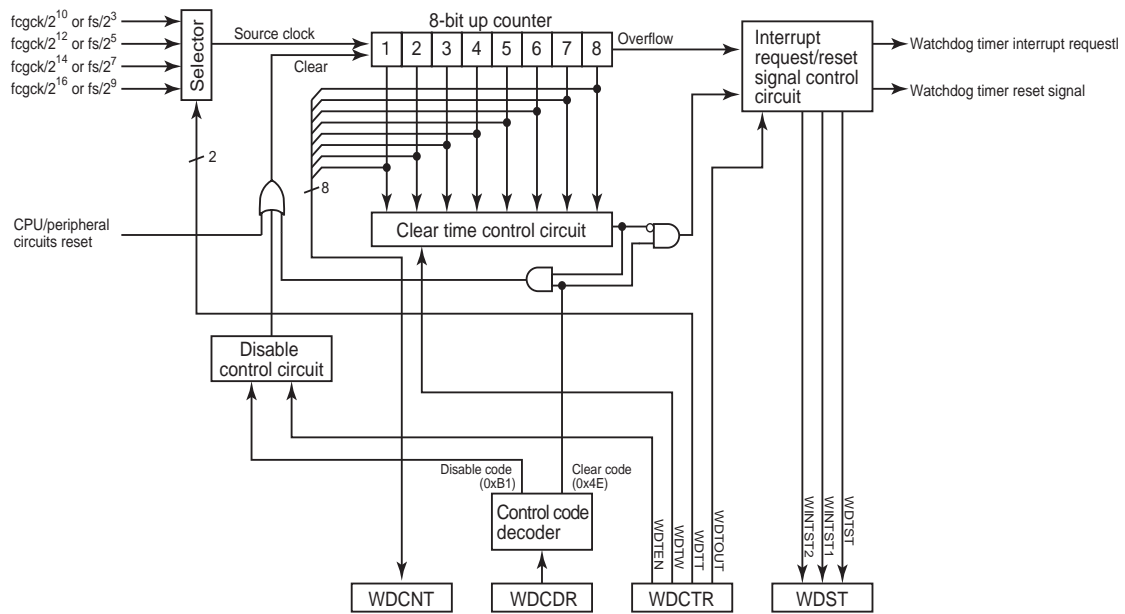 8-bit up counter
fcgck/2^10 or fs/2^3
fcgck/2^12 or fs/2^5
fcgck/2^14 or fs/2^7
fcgck/2^16 or fs/2^9
Selector
Source clock
Clear
1 2 3 4 5 6 7 8
Overflow
Interrupt
request/reset
signal control
circuit
Watchdog timer interrupt requestl
Watchdog timer reset signal
2
8
CPU/peripheral
circuits reset
Clear time control circuit
Disable
control circuit
Disable code
(0xB1)
Clear code
(0x4E)
Control code
decoder
WDTEN
WDTW
WDTT
WDTOUT
WINTST2
WINTST1
WDTST
WDCNT
WDCDR
WDCTR
WDST